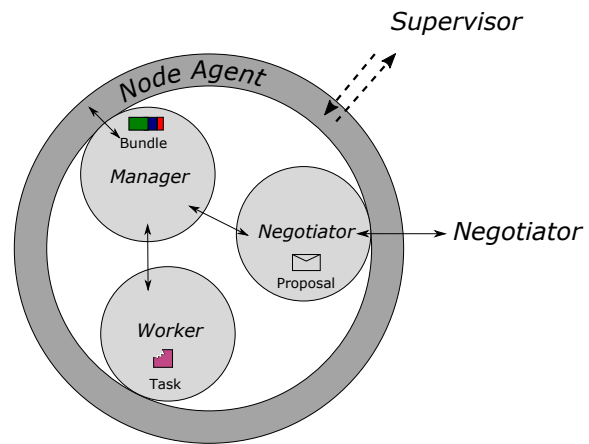 Supervisor
Node Agent
Bundle
Manager
Negotiator
Negotiator
Proposal
Worker
Task